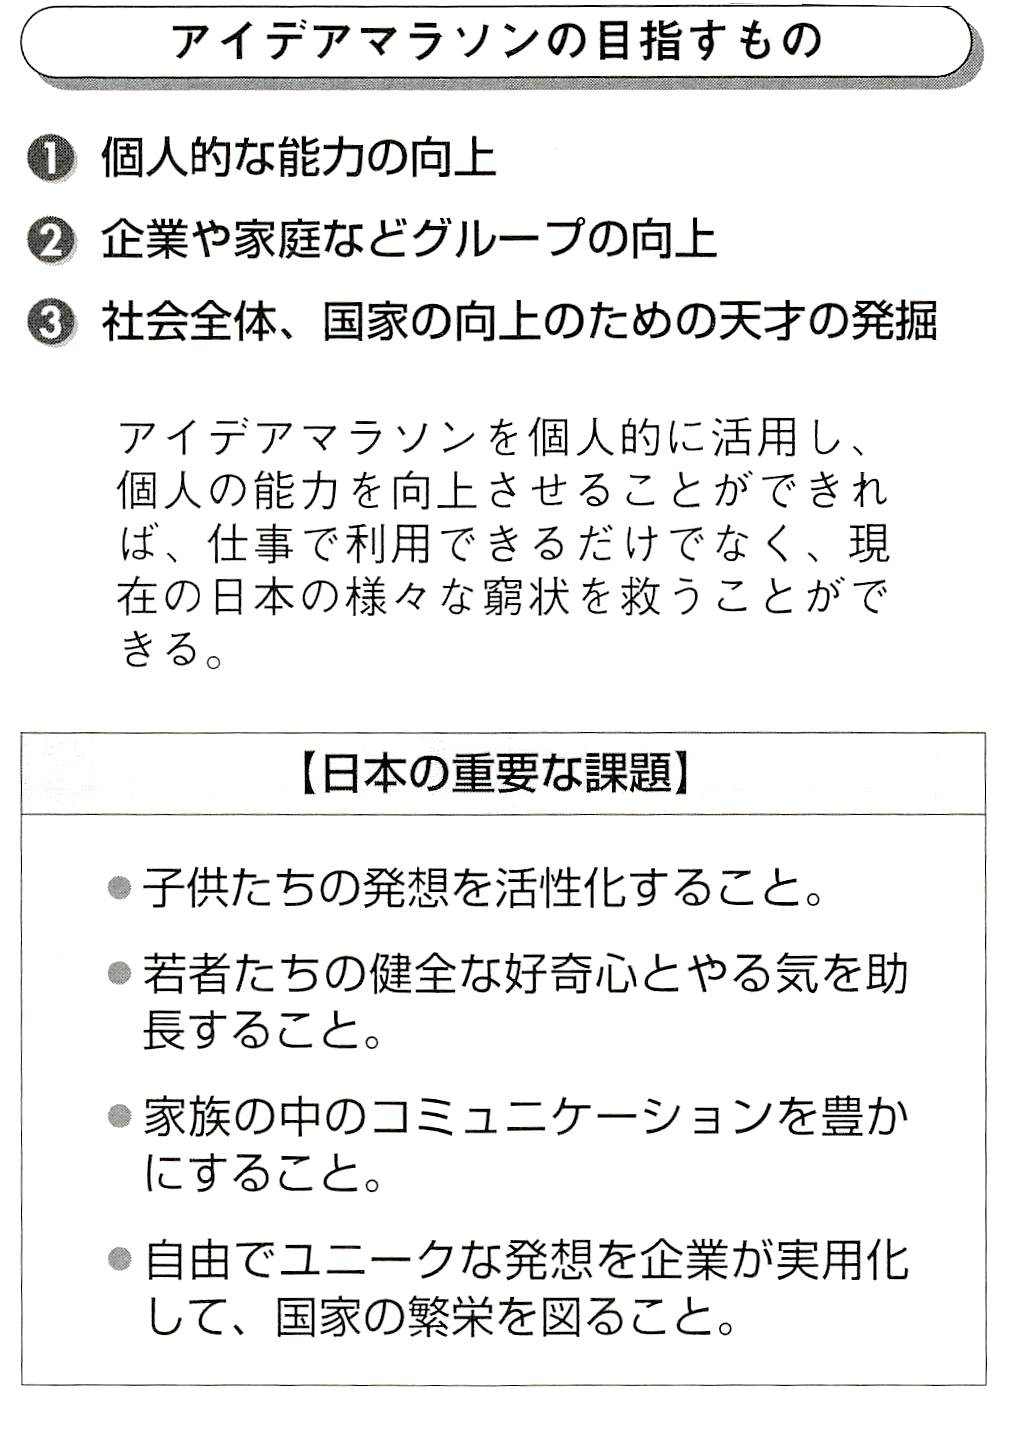 アイデアマラソンの目指すもの
1 個人的な能力の向上
2 企業や家庭などグループの向上
3 社会全体、国家の向上のための天才の発掘
アイデアマラソンを個人的に活用し、
個人の能力を向上させることができれ
ば、仕事で利用できるだけでなく、現
在の日本の様々な窮状を救うことがで
きる。
【日本の重要な課題】
●子供たちの発想を活性化すること。
●若者たちの健全な好奇心とやる気を助
長すること。
●家族の中のコミュニケーションを豊か
にすること。
●自由でユニークな発想を企業が実用化
して、国家の繁栄を図ること。